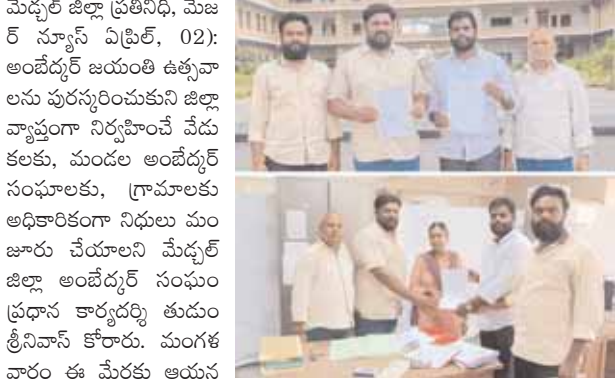 మేడ్చల్ జిల్లా ప్రతినిధి, మేజ
ర్ న్యూస్ ఏప్రిల్, 02):
అంబేద్కర్ జయంతి ఉత్సవా
లను పురస్కరించుకుని జిల్లా
వ్యాప్తంగా నిర్వహించే వేడు
కలకు, మండల అంబేద్కర్
సంఘాలకు, గ్రామాలకు
అధికారికంగా నిధులు మం
జూరు చేయాలని మేడ్చల్
జిల్లా అంబేద్కర్ సంఘం
ప్రధాన కార్యదర్శి తుడుం
శ్రీనివాస్ కోరారు. మంగళ
వారం ఈ మేరకు ఆయన